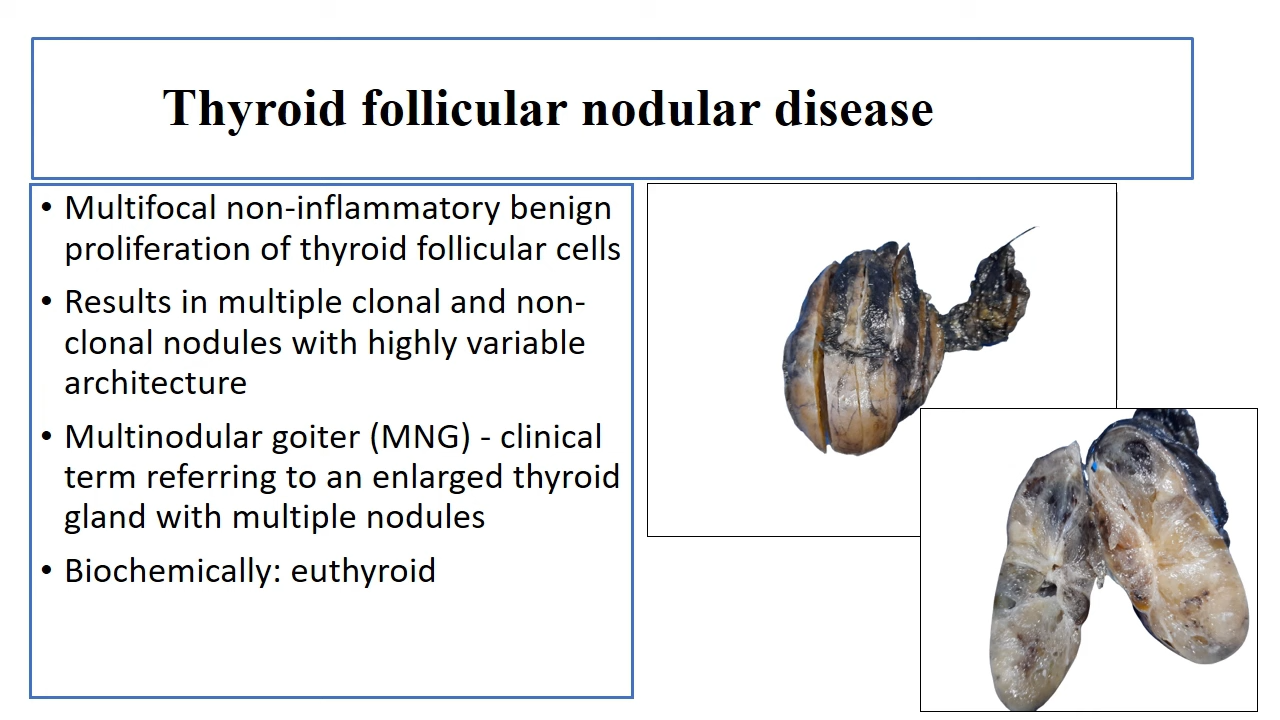 Thyroid follicular nodular disease
• Multifocal non-inflammatory benign
proliferation of thyroid follicular cells
• Results in multiple clonal and non-
clonal nodules with highly variable
architecture
• Multinodular goiter (MNG) - clinical
term referring to an enlarged thyroid
gland with multiple nodules
• Biochemically: euthyroid